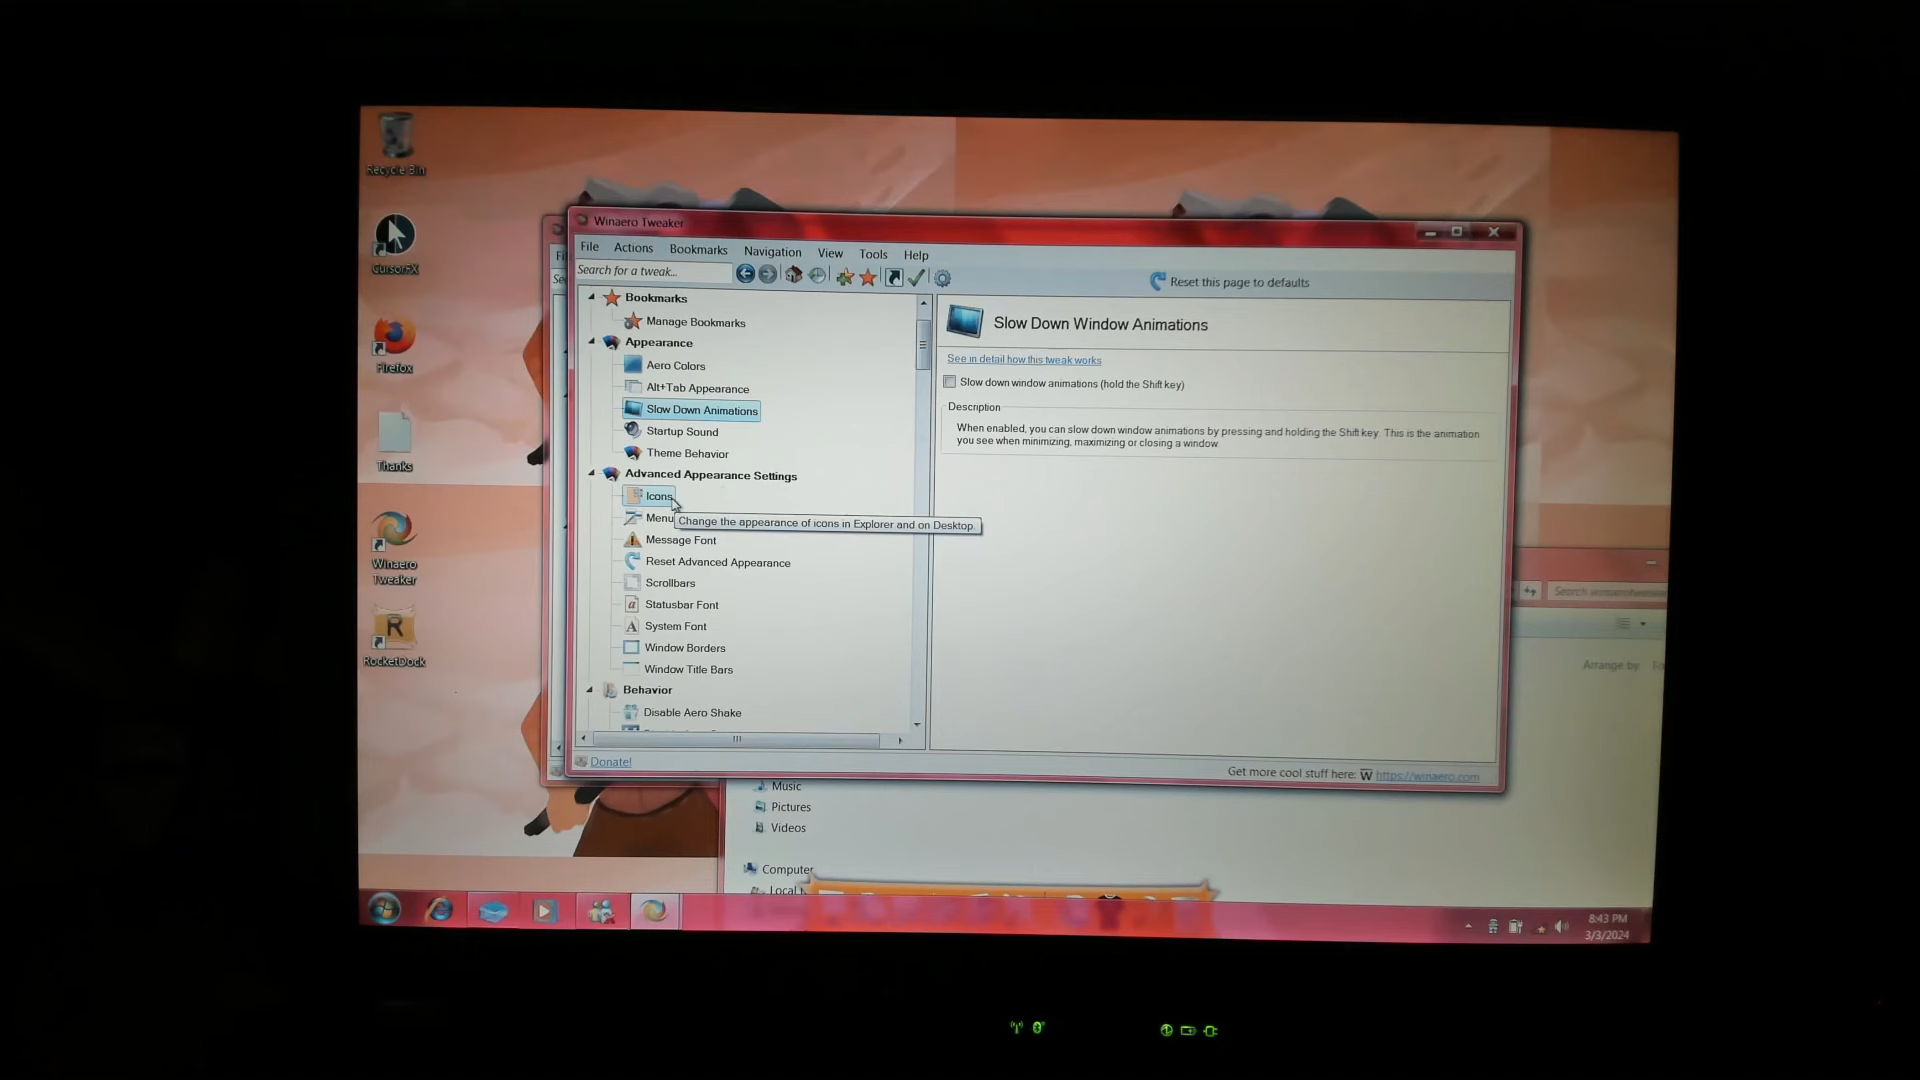 Recycle Bin
CursorFX
Firefox
Thanks
Winaero
Tweaker
R
RocketDock
Winaero Tweaker
File Actions Bookmarks Navigation View Tools Help
Search for a tweak...
Reset this page to defaults
Bookmarks
Manage Bookmarks
Appearance
Aero Colors
Alt+Tab Appearance
Slow Down Animations
Startup Sound
Theme Behavior
Advanced Appearance Settings
Icons
Menu
Change the appearance of icons in Explorer and on Desktop
Message Font
Reset Advanced Appearance
Scrollbars
Statusbar Font
System Font
Window Borders
Window Title Bars
Behavior
Disable Aero Shake
Slow Down Window Animations
See in detail how this tweak works
Slow down window animations (hold the Shift key)
Description
When enabled, you can slow down window animations by pressing and holding the Shift key. This is the animation
you see when minimizing, maximizing or closing a window.
Donate!
Get more cool stuff here: W https://winaero.com
Arrange by
Music
Pictures
Videos
Computer
Local
8:43 PM
3/3/2024